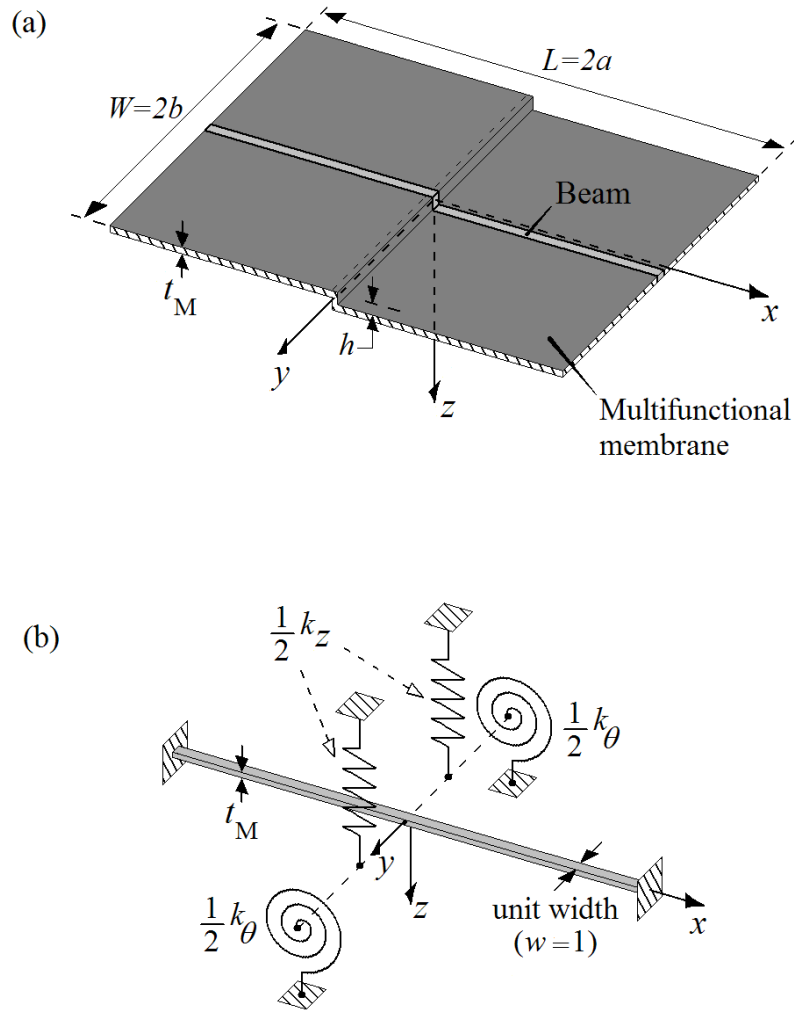 (a)
L=2a
W=2b
Beam
t_M
x
h
y
z
Multifunctional
membrane
(b)
1/2 k_z
1/2 k_θ
t_M
y
z
unit width
(w=1)
x
1/2 k_θ